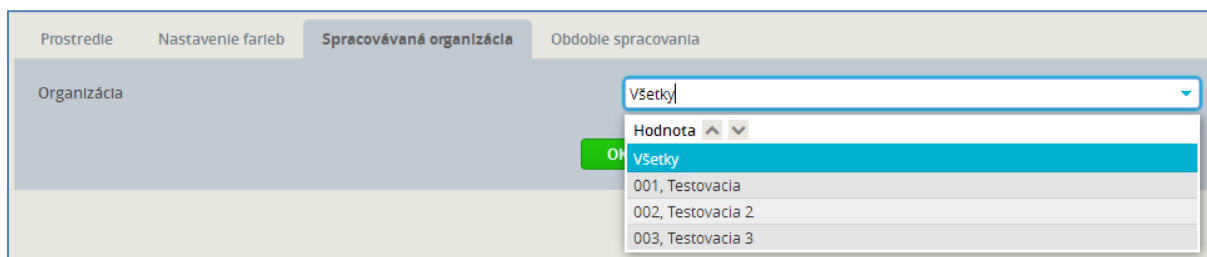 Prostredie Nastavenie farieb Spracovávaná organizácia Obdobie spracovania
Organizácia Všetky
Hodnota
OK Všetky
001, Testovacia
002, Testovacia 2
003, Testovacia 3